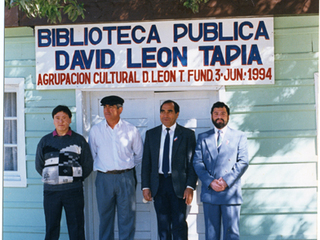 BIBLIOTECA PUBLICA
DAVID LEON TAPIA
AGRUPACION CULTURAL D. LEON T. FUND. 3-JUN: 1994